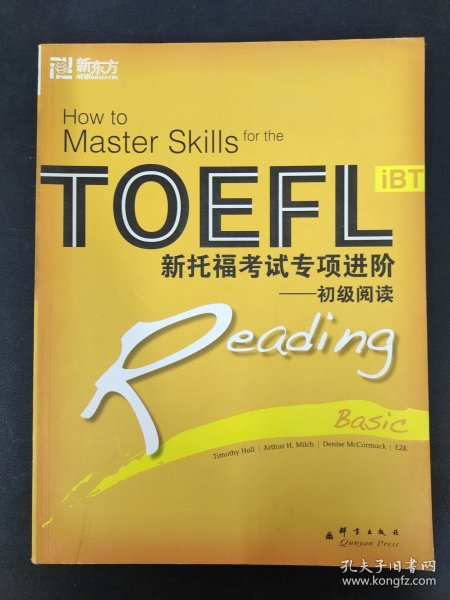 新东方
NEW ORIENTAL
How to
Master Skills for the
TOEFL iBT
新托福考试专项进阶
——初级阅读
Reading
Basic
Timothy Hall | Arthur H. Milch | Denise McCormack | E2K
群言出版社
Qunyan Press
孔夫子旧书网
www.kongfz.com